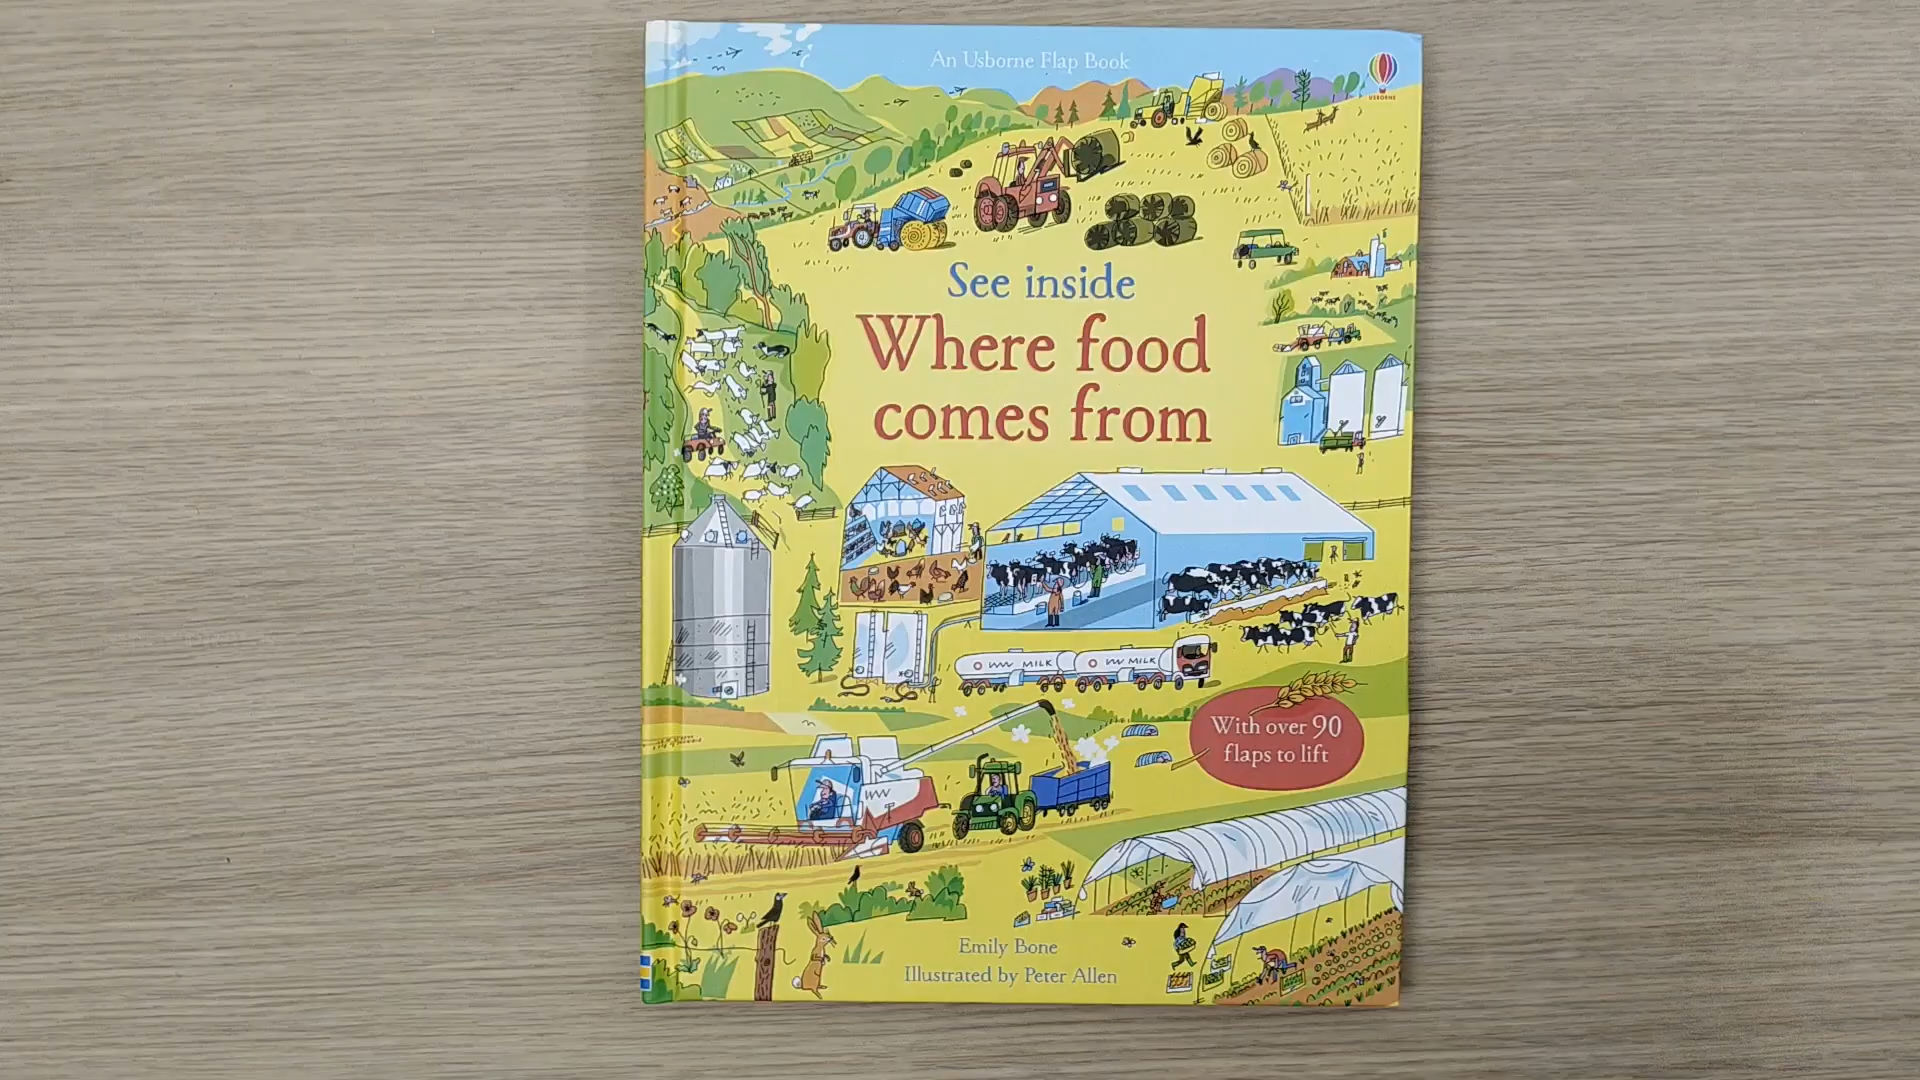 An Usborne Flap Book
USBORNE
See inside
Where food
comes from
MILK
MILK
With over 90
flaps to lift
Emily Bone
Illustrated by Peter Allen